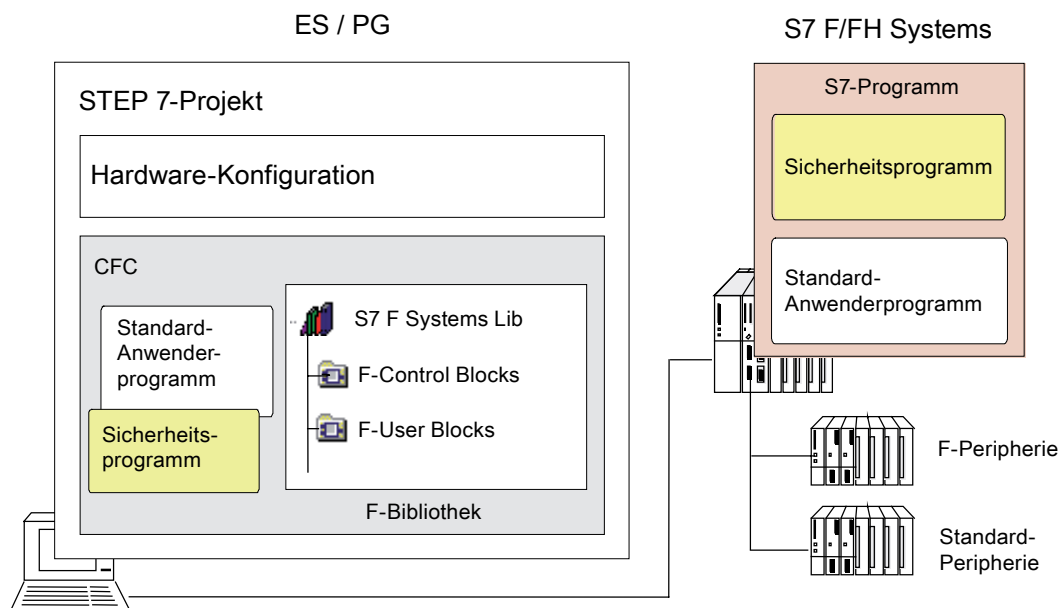 ES / PG
STEP 7-Projekt
Hardware-Konfiguration
CFC
Standard-
Anwender-
programm
Sicherheits-
programm
S7 F Systems Lib
F-Control Blocks
F-User Blocks
F-Bibliothek
S7 F/FH Systems
S7-Programm
Sicherheitsprogramm
Standard-
Anwenderprogramm
F-Peripherie
Standard-
Peripherie